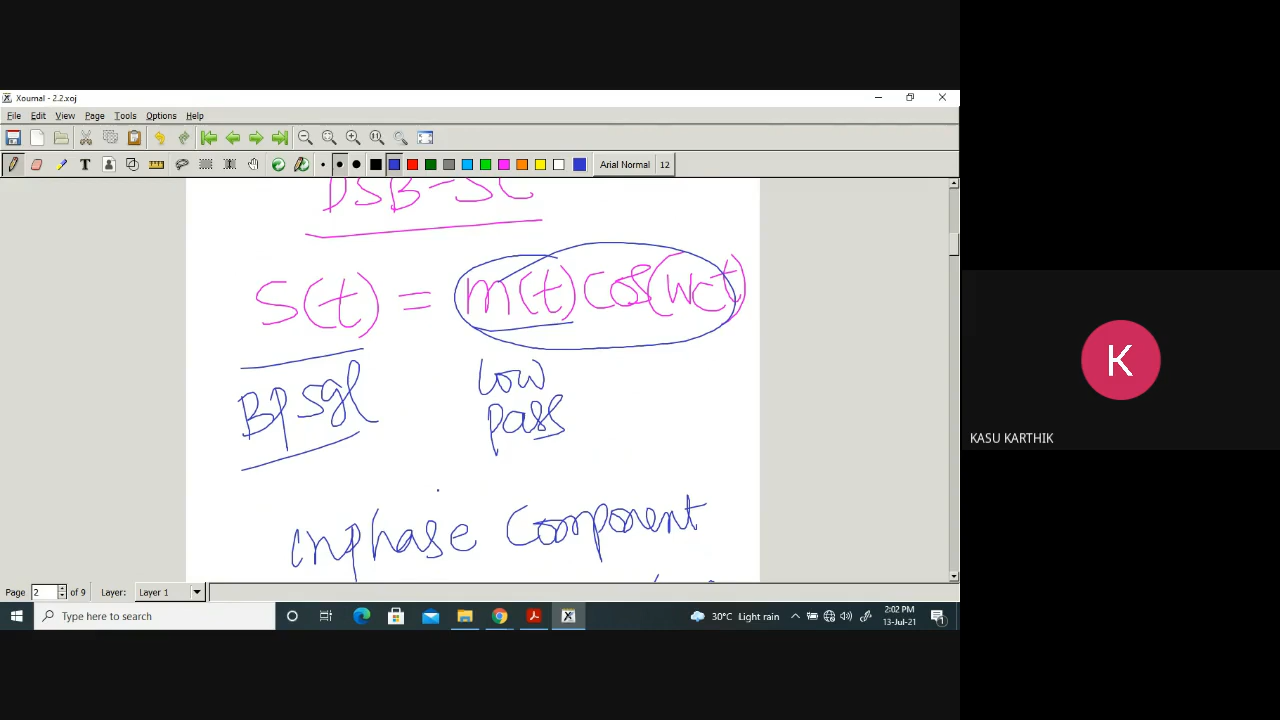 Xournal - 2.2.xoj
File Edit View Page Tools Options Help
T Arial Normal 12
DSB-SC
S(t) = m(t) cos(wct)
Bp sgl
low
pass
inphase component
K
KASU KARTHIK
Page 2 of 9 Layer: Layer 1
Type here to search
30°C Light rain
2:02 PM
13-Jul-21
1